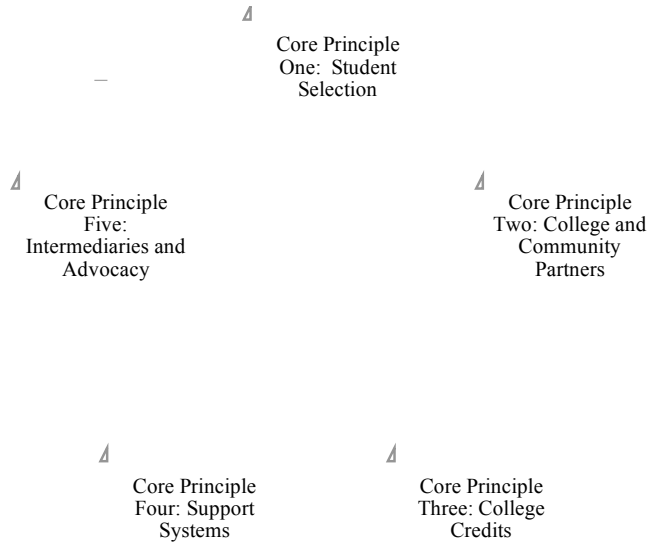 Core Principle
One: Student
Selection
Core Principle
Five:
Intermediaries and
Advocacy
Core Principle
Two: College and
Community
Partners
Core Principle
Four: Support
Systems
Core Principle
Three: College
Credits